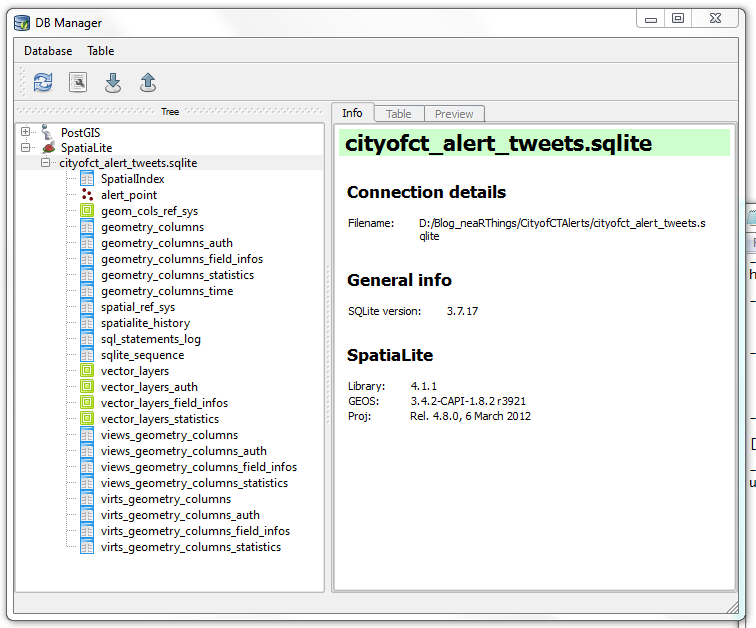 DB Manager
Database Table
Tree
PostGIS
SpatiaLite
cityofct_alert_tweets.sqlite
SpatialIndex
alert_point
geom_cols_ref_sys
geometry_columns
geometry_columns_auth
geometry_columns_field_infos
geometry_columns_statistics
geometry_columns_time
spatial_ref_sys
spatialite_history
sql_statements_log
sqlite_sequence
vector_layers
vector_layers_auth
vector_layers_field_infos
vector_layers_statistics
views_geometry_columns
views_geometry_columns_auth
views_geometry_columns_field_infos
views_geometry_columns_statistics
virts_geometry_columns
virts_geometry_columns_auth
virts_geometry_columns_field_infos
virts_geometry_columns_statistics
Info Table Preview
cityofct_alert_tweets.sqlite
Connection details
Filename: D:/Blog_neaRThings/CityofCTAlerts/cityofct_alert_tweets.s
qlite
General info
SQLite version: 3.7.17
SpatiaLite
Library: 4.1.1
GEOS: 3.4.2-CAPI-1.8.2 r3921
Proj: Rel. 4.8.0, 6 March 2012